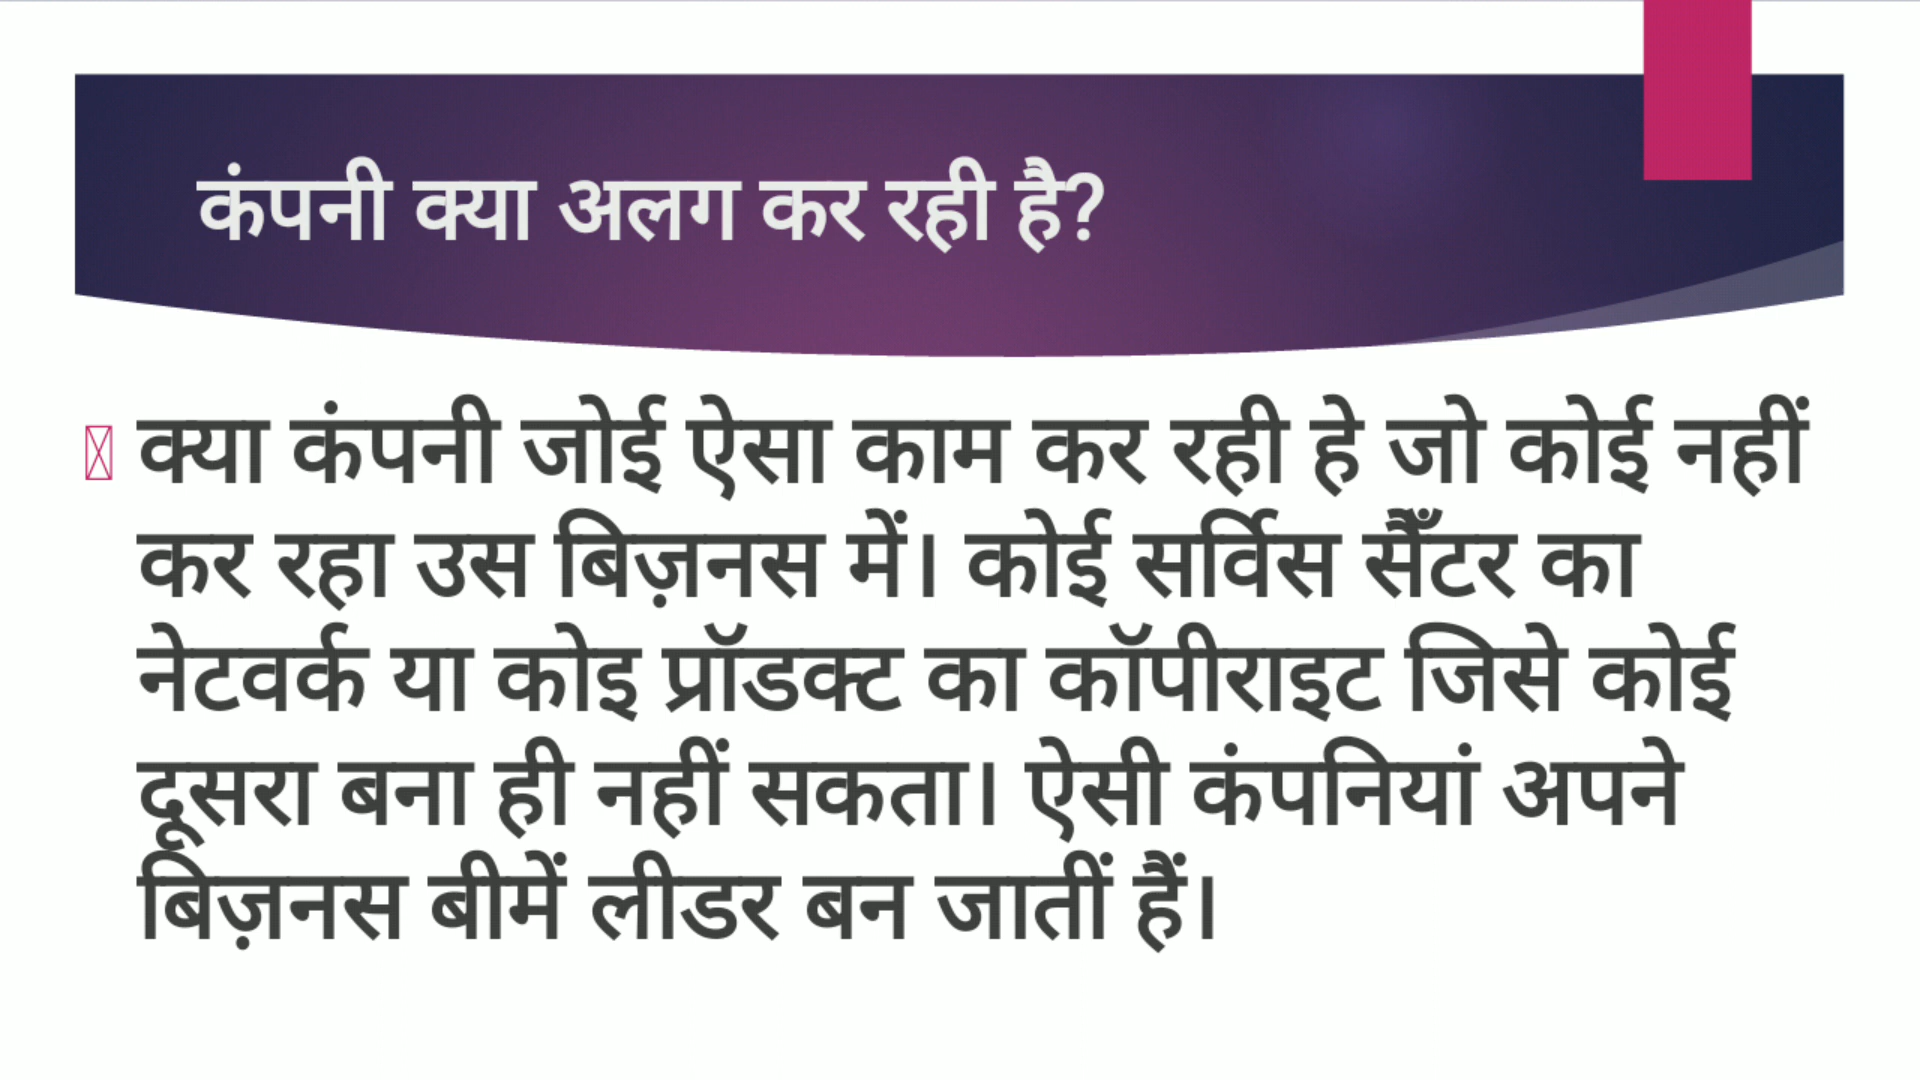 कंपनी क्या अलग कर रही है?
क्या कंपनी जोई ऐसा काम कर रही हे जो कोई नहीं
कर रहा उस बिज़नस में। कोई सर्विस सैँटर का
नेटवर्क या कोइ प्रॉडक्ट का कॉपीराइट जिसे कोई
दूसरा बना ही नहीं सकता। ऐसी कंपनियां अपने
बिज़नस बीमें लीडर बन जातीं हैं।